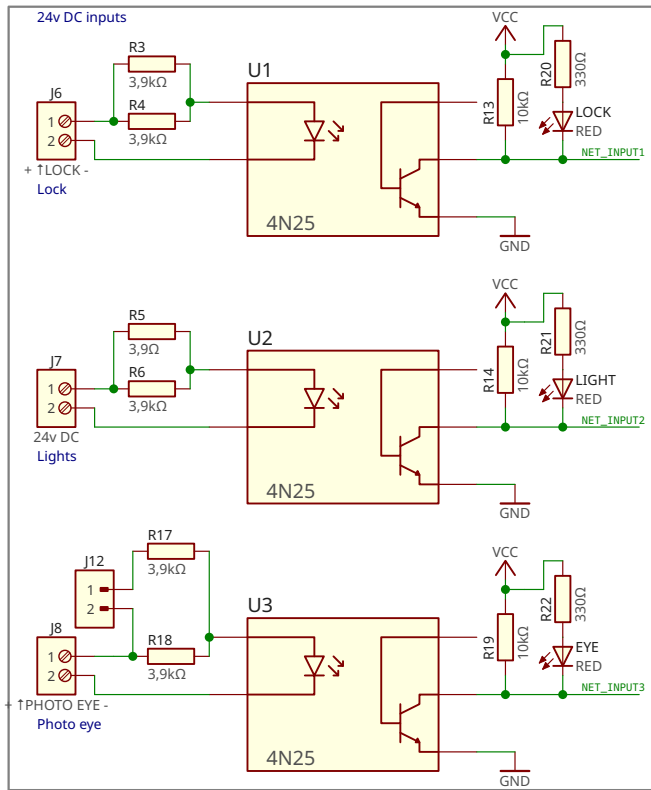 24v DC inputs
J6
1
2
+ ↑LOCK -
Lock
R3
3,9kΩ
R4
3,9kΩ
U1
4N25
VCC
R13
10kΩ
R20
330Ω
LOCK
RED
NET_INPUT1
GND
J7
1
2
24v DC
Lights
R5
3,9Ω
R6
3,9kΩ
U2
4N25
VCC
R14
10kΩ
R21
330Ω
LIGHT
RED
NET_INPUT2
GND
J12
1
2
J8
1
2
+ ↑PHOTO EYE -
Photo eye
R17
3,9kΩ
R18
3,9kΩ
U3
4N25
VCC
R19
10kΩ
R22
330Ω
EYE
RED
NET_INPUT3
GND